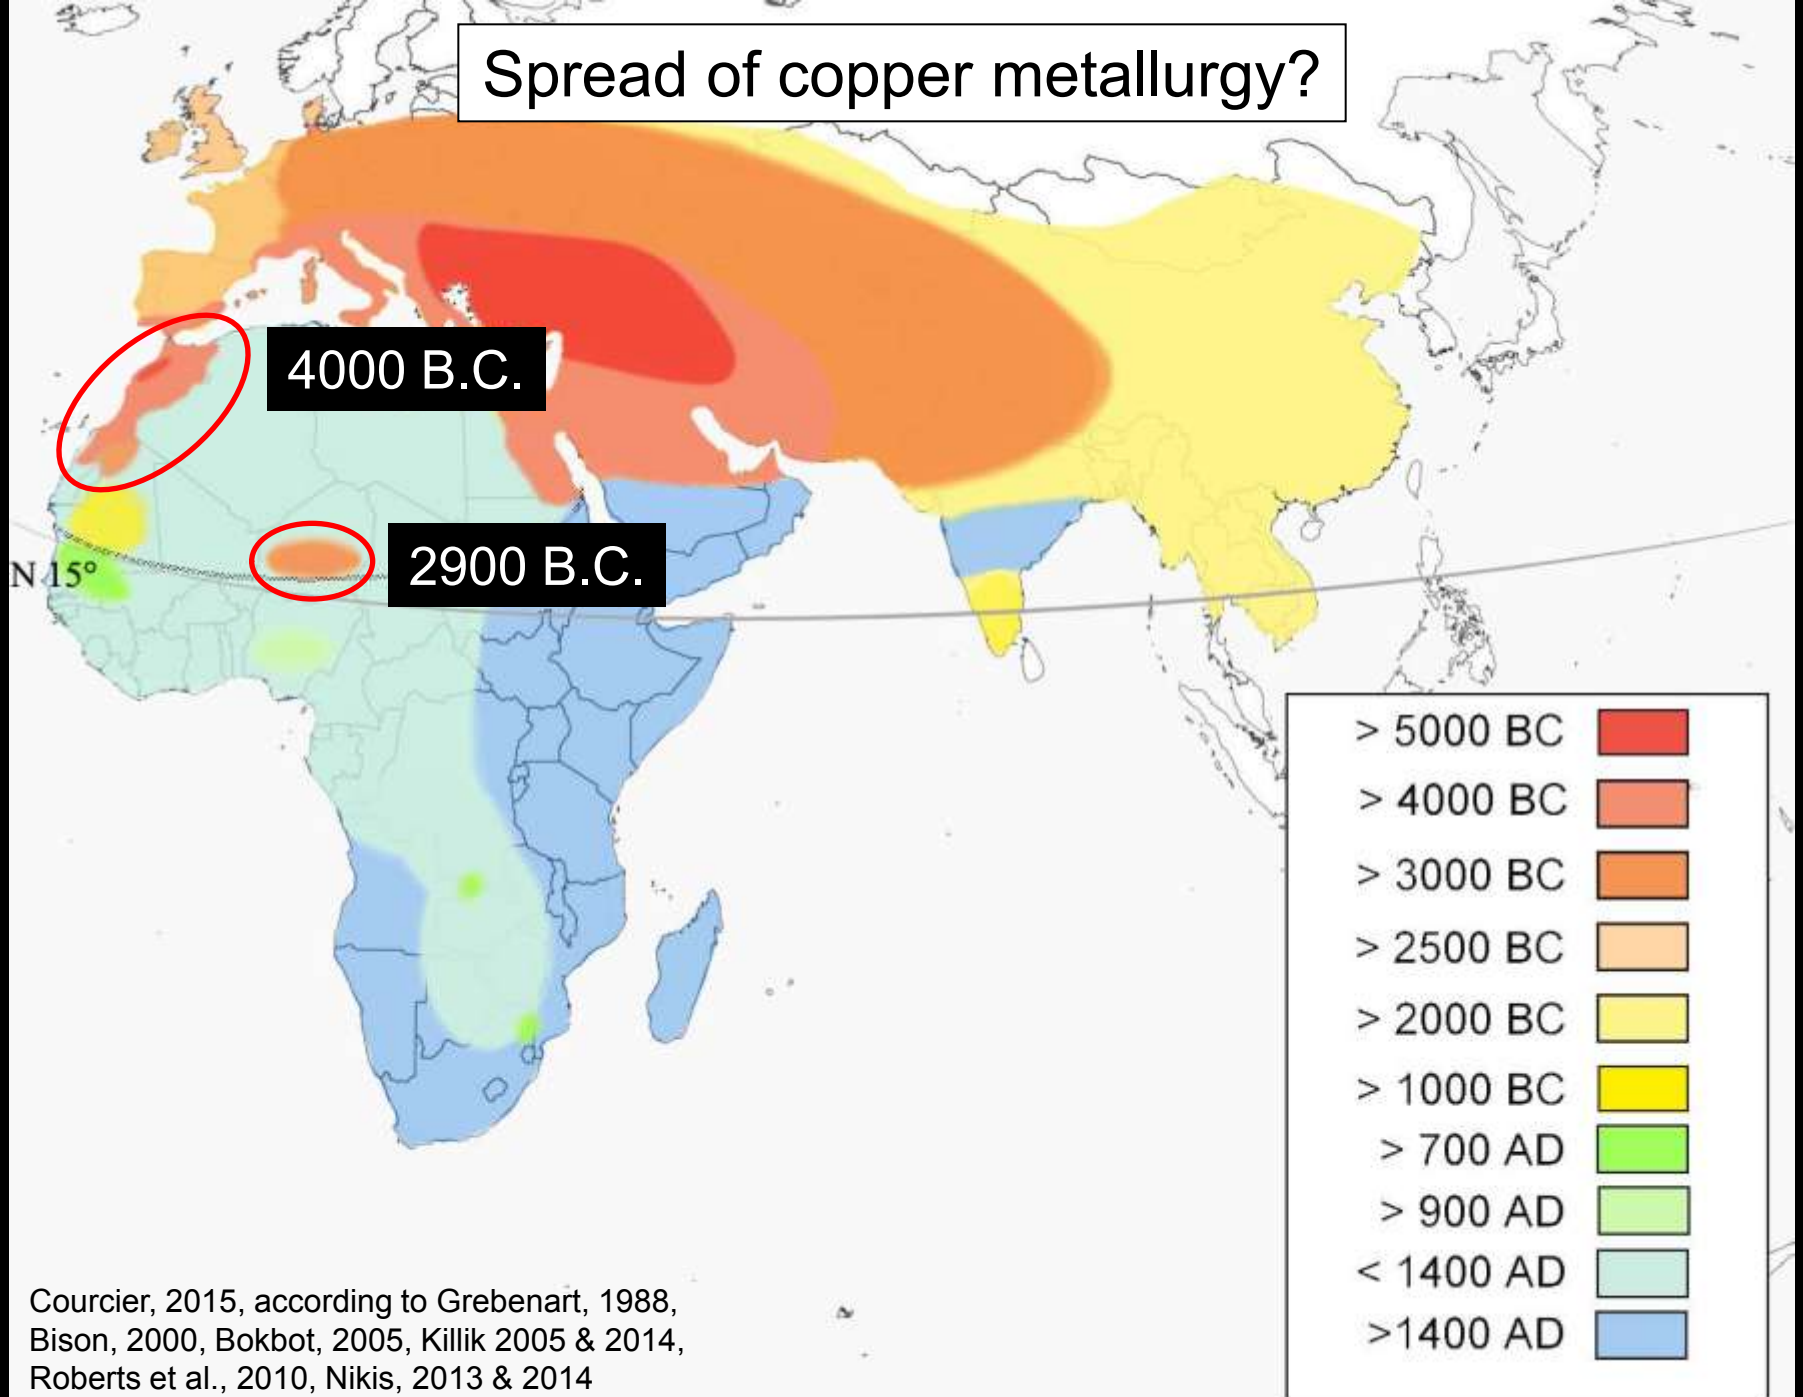 Spread of copper metallurgy?
4000 B.C.
2900 B.C.
N 15°
> 5000 BC
> 4000 BC
> 3000 BC
> 2500 BC
> 2000 BC
> 1000 BC
> 700 AD
> 900 AD
< 1400 AD
>1400 AD
Courcier, 2015, according to Grebenart, 1988,
Bison, 2000, Bokbot, 2005, Killik 2005 & 2014,
Roberts et al., 2010, Nikis, 2013 & 2014